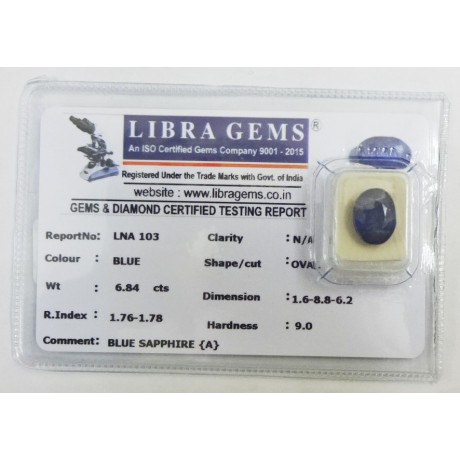 LIBRA GEMS ®
An ISO Certified Gems Company 9001 - 2015
Registered Under the Trade Marks with Govt. of India
website : www.libragems.co.in
GEMS & DIAMOND CERTIFIED TESTING REPORT
ReportNo: LNA 103 Clarity : N/A
Colour : BLUE Shape/cut : OVA
Wt : 6.84 cts Dimension : 1.6-8.8-6.2
R.Index : 1.76-1.78 Hardness : 9.0
Comment: BLUE SAPPHIRE {A}